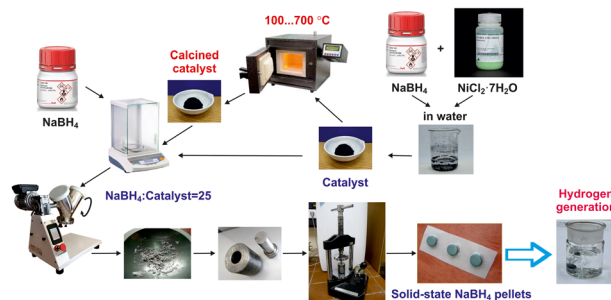 100...700 °C
Calcined
catalyst
NaBH4
+
NaBH4
NiCl2·7H2O
in water
Catalyst
NaBH4:Catalyst=25
Hydrogen
generation
Solid-state NaBH4 pellets